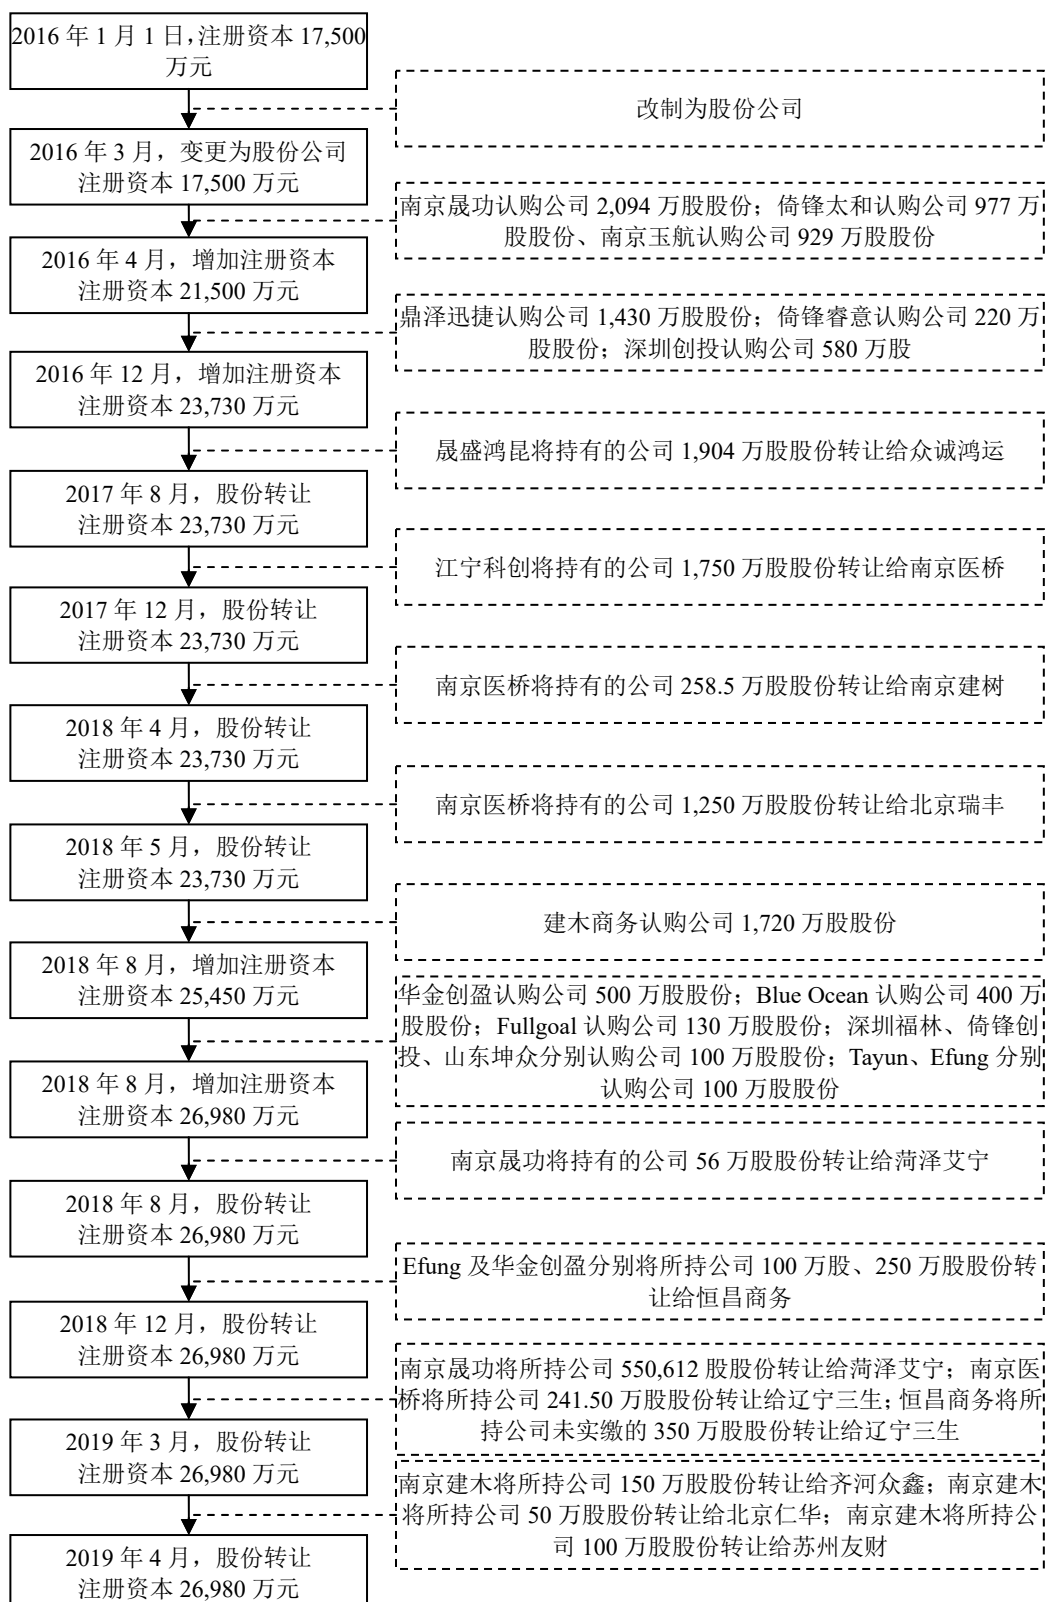 2016 年 1 月 1 日，注册资本 17,500
万元
改制为股份公司
2016 年 3 月，变更为股份公司
注册资本 17,500 万元
南京晟功认购公司 2,094 万股股份；倚锋太和认购公司 977 万
股股份、南京玉航认购公司 929 万股股份
2016 年 4 月，增加注册资本
注册资本 21,500 万元
鼎泽迅捷认购公司 1,430 万股股份；倚锋睿意认购公司 220 万
股股份；深圳创投认购公司 580 万股
2016 年 12 月，增加注册资本
注册资本 23,730 万元
晟盛鸿昆将持有的公司 1,904 万股股份转让给众诚鸿运
2017 年 8 月，股份转让
注册资本 23,730 万元
江宁科创将持有的公司 1,750 万股股份转让给南京医桥
2017 年 12 月，股份转让
注册资本 23,730 万元
南京医桥将持有的公司 258.5 万股股份转让给南京建树
2018 年 4 月，股份转让
注册资本 23,730 万元
南京医桥将持有的公司 1,250 万股股份转让给北京瑞丰
2018 年 5 月，股份转让
注册资本 23,730 万元
建木商务认购公司 1,720 万股股份
2018 年 8 月，增加注册资本
注册资本 25,450 万元
华金创盈认购公司 500 万股股份；Blue Ocean 认购公司 400 万
股股份；Fullgoal 认购公司 130 万股股份；深圳福林、倚锋创
投、山东坤众分别认购公司 100 万股股份；Tayun、Efung 分别
认购公司 100 万股股份
2018 年 8 月，增加注册资本
注册资本 26,980 万元
南京晟功将持有的公司 56 万股股份转让给菏泽艾宁
2018 年 8 月，股份转让
注册资本 26,980 万元
Efung 及华金创盈分别将所持公司 100 万股、250 万股股份转
让给恒昌商务
2018 年 12 月，股份转让
注册资本 26,980 万元
南京晟功将所持公司 550,612 股股份转让给菏泽艾宁；南京医
桥将所持公司 241.50 万股股份转让给辽宁三生；恒昌商务将所
持公司未实缴的 350 万股股份转让给辽宁三生
2019 年 3 月，股份转让
注册资本 26,980 万元
南京建木将所持公司 150 万股股份转让给齐河众鑫；南京建木
将所持公司 50 万股股份转让给北京仁华；南京建木将所持公
司 100 万股股份转让给苏州友财
2019 年 4 月，股份转让
注册资本 26,980 万元